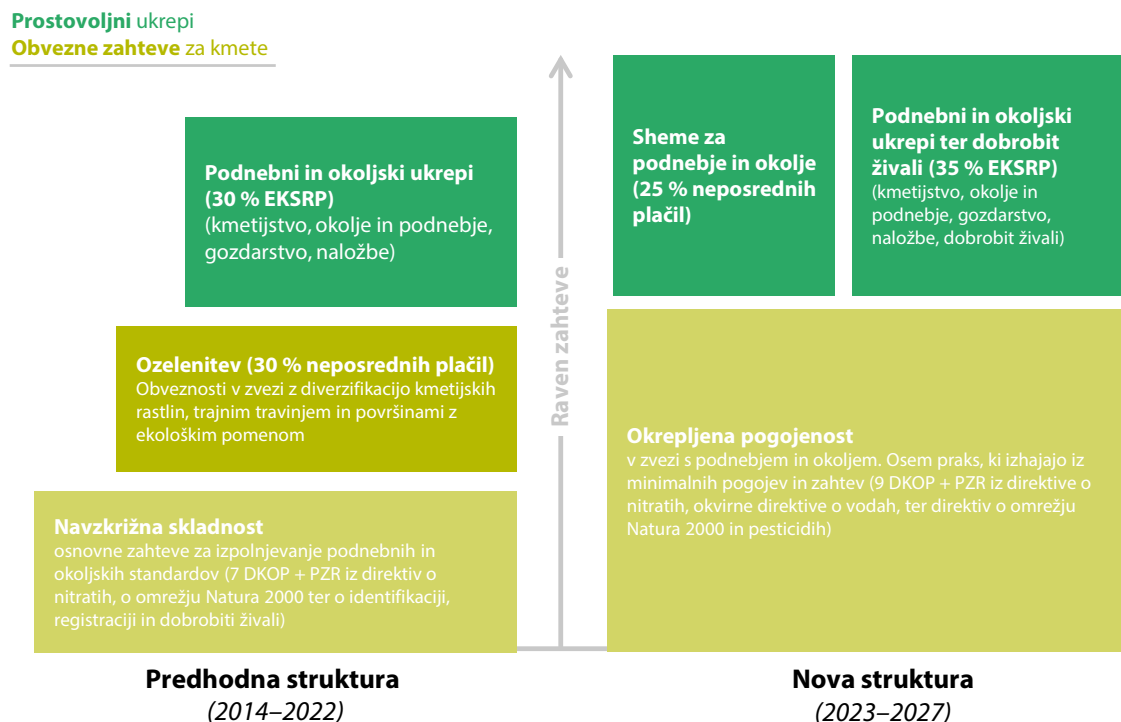 Prostovoljni ukrepi
Obvezne zahteve za kmete
Podnebni in okoljski ukrepi
(30 % EKSRP)
(kmetijstvo, okolje in podnebje,
gozdarstvo, naložbe)
Ozelenitev (30 % neposrednih plačil)
Obveznosti v zvezi z diverzifikacijo kmetijskih
rastlin, trajnim travinjem in površinami z
ekološkim pomenom
Navzkrižna skladnost
osnovne zahteve za izpolnjevanje podnebnih in
okoljskih standardov (7 DKOP + PZR iz direktiv o
nitratih, o omrežju Natura 2000 ter o identifikaciji,
registraciji in dobrobiti živali)
Predhodna struktura
(2014–2022)
Raven zahteve
Sheme za
podnebje in okolje
(25 % neposrednih
plačil)
Podnebni in okoljski
ukrepi ter dobrobit
živali (35 % EKSRP)
(kmetijstvo, okolje in
podnebje, gozdarstvo,
naložbe, dobrobit živali)
Okrepljena pogojenost
v zvezi s podnebjem in okoljem. Osem praks, ki izhajajo iz
minimalnih pogojev in zahtev (9 DKOP + PZR iz direktive o
nitratih, okvirne direktive o vodah, ter direktiv o omrežju
Natura 2000 in pesticidih)
Nova struktura
(2023–2027)